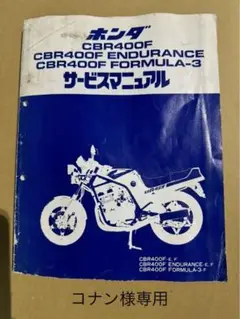 ホンダ
CBR400F
CBR400F ENDURANCE
CBR400F FORMULA-3
サービスマニュアル
CBR400F-E, F
CBR400F ENDURANCE-E, F
CBR400F FORMULA-3 F
コナン様専用